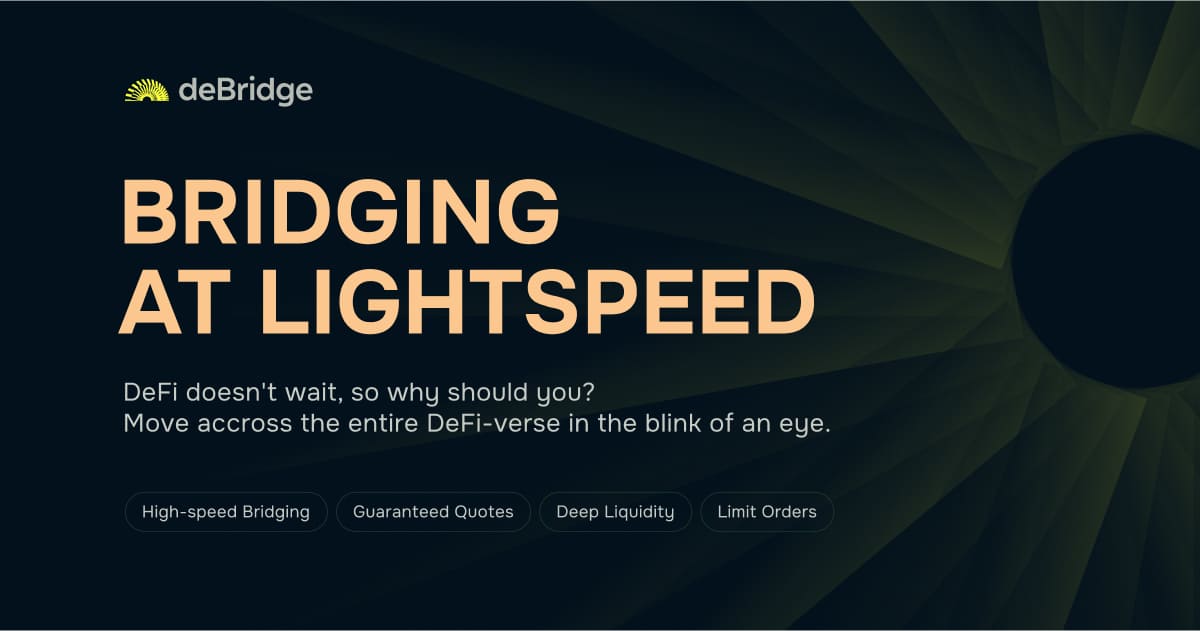 deBridge
BRIDGING
AT LIGHTSPEED
DeFi doesn't wait, so why should you?
Move accross the entire DeFi-verse in the blink of an eye.
High-speed Bridging
Guaranteed Quotes
Deep Liquidity
Limit Orders